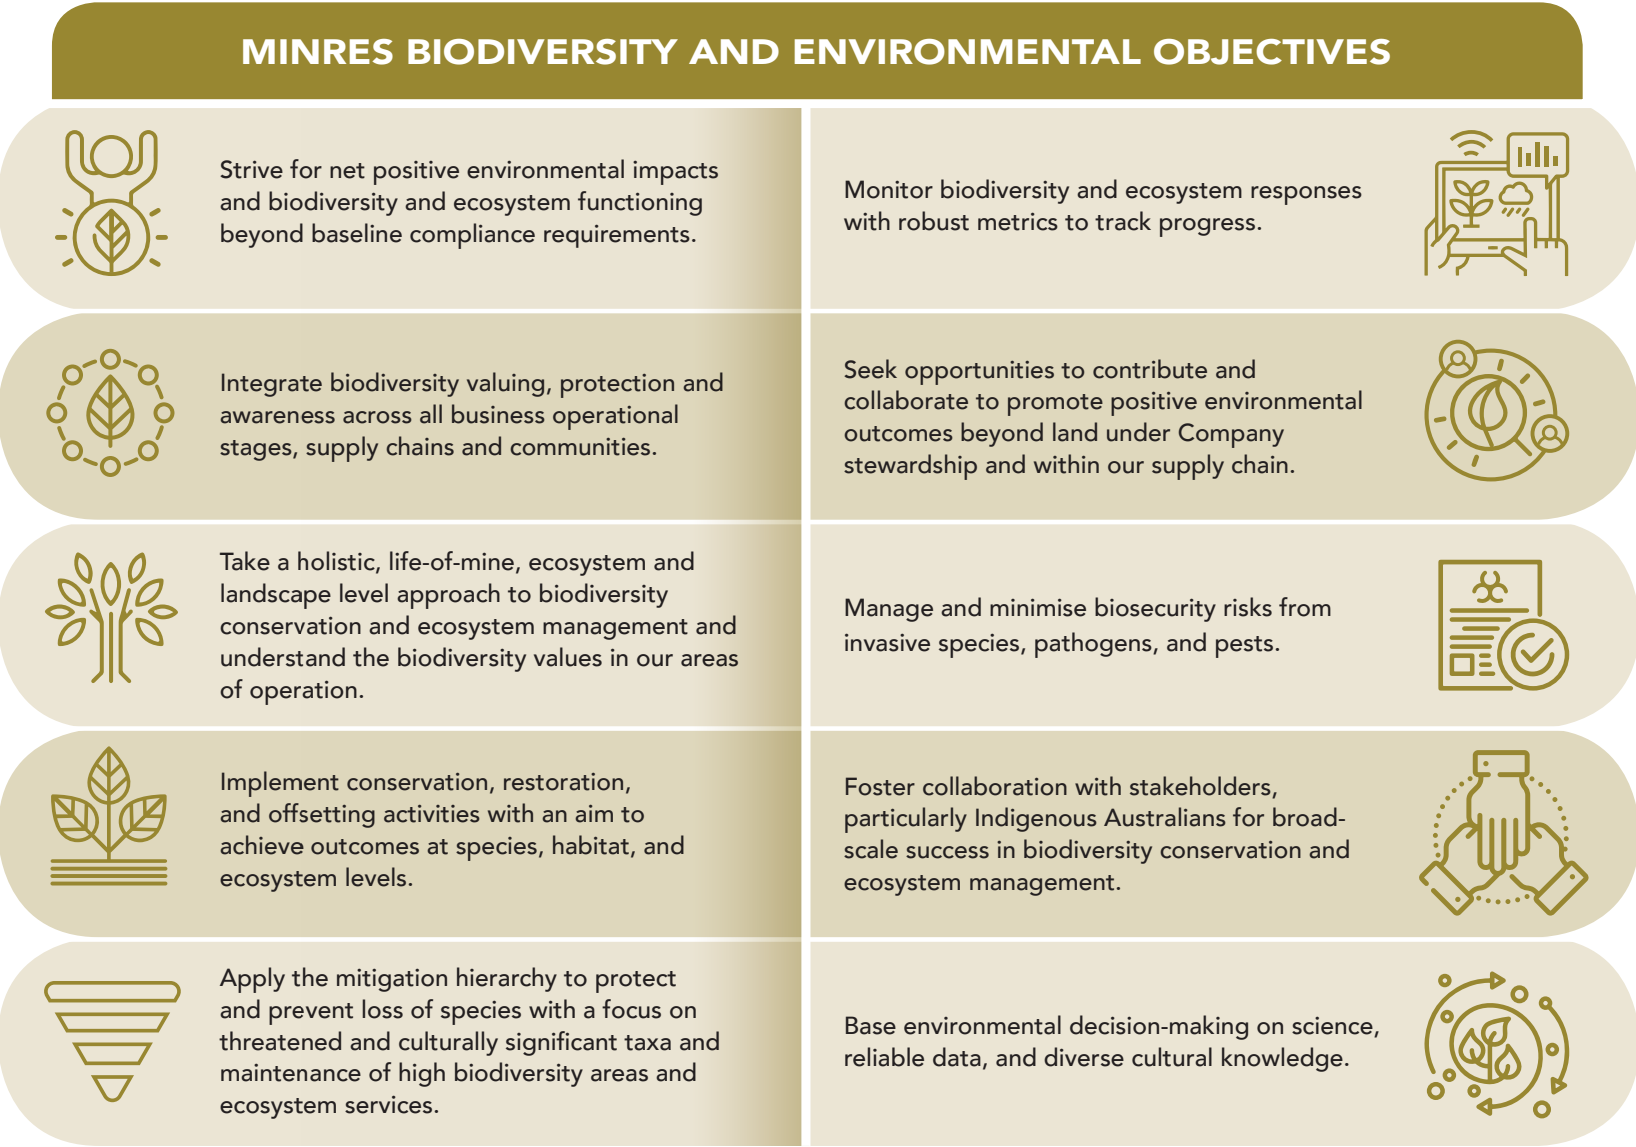 MINRES BIODIVERSITY AND ENVIRONMENTAL OBJECTIVES
Strive for net positive environmental impacts
and biodiversity and ecosystem functioning
beyond baseline compliance requirements.
Monitor biodiversity and ecosystem responses
with robust metrics to track progress.
Integrate biodiversity valuing, protection and
awareness across all business operational
stages, supply chains and communities.
Seek opportunities to contribute and
collaborate to promote positive environmental
outcomes beyond land under Company
stewardship and within our supply chain.
Take a holistic, life-of-mine, ecosystem and
landscape level approach to biodiversity
conservation and ecosystem management and
understand the biodiversity values in our areas
of operation.
Manage and minimise biosecurity risks from
invasive species, pathogens, and pests.
Implement conservation, restoration,
and offsetting activities with an aim to
achieve outcomes at species, habitat, and
ecosystem levels.
Foster collaboration with stakeholders,
particularly Indigenous Australians for broad-
scale success in biodiversity conservation and
ecosystem management.
Apply the mitigation hierarchy to protect
and prevent loss of species with a focus on
threatened and culturally significant taxa and
maintenance of high biodiversity areas and
ecosystem services.
Base environmental decision-making on science,
reliable data, and diverse cultural knowledge.